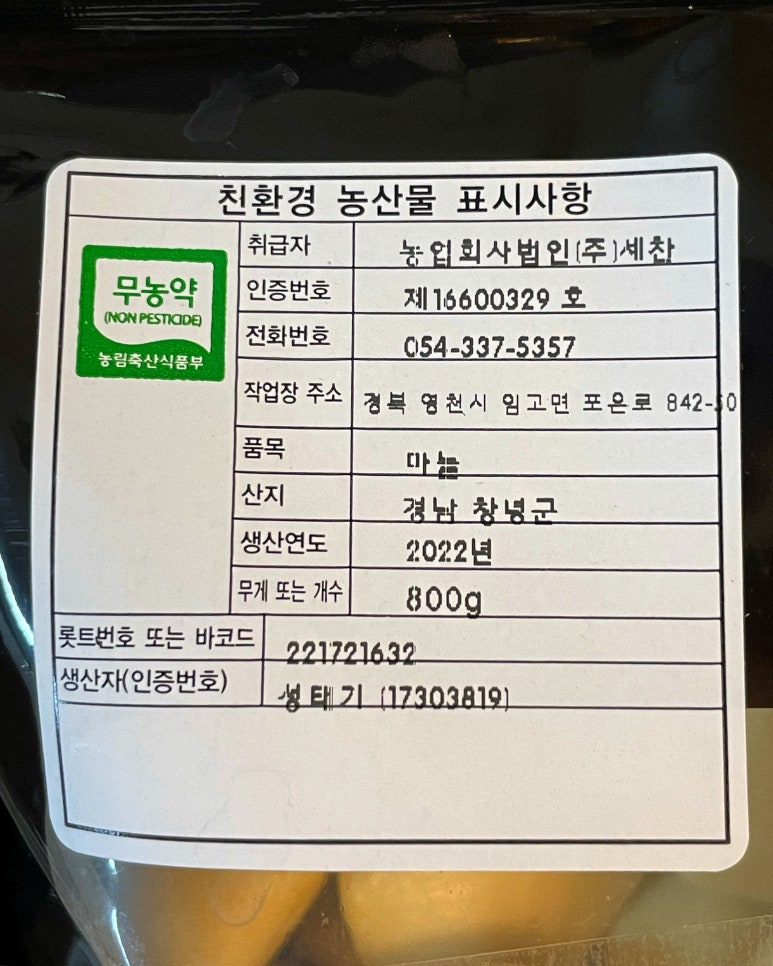 친환경 농산물 표시사항
무농약
(NON PESTICIDE)
농림축산식품부
취급자 농업회사법인(주)세찬
인증번호 제16600329 호
전화번호 054-337-5357
작업장 주소 경북 영천시 임고면 포은로 842-50
품목 마늘
산지 경남 창녕군
생산연도 2022년
무게 또는 개수 800g
롯트번호 또는 바코드 221721632
생산자(인증번호) 성태기 (17303819)